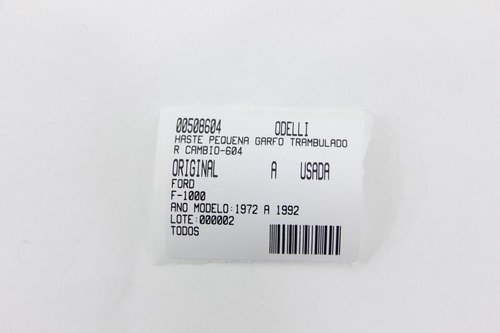 00508604 ODELLI
HASTE PEQUENA GARFO TRAMBULADO
R CAMBIO-604
ORIGINAL A USADA
FORD
F-1000
ANO MODELO:1972 A 1992
LOTE:000002
TODOS